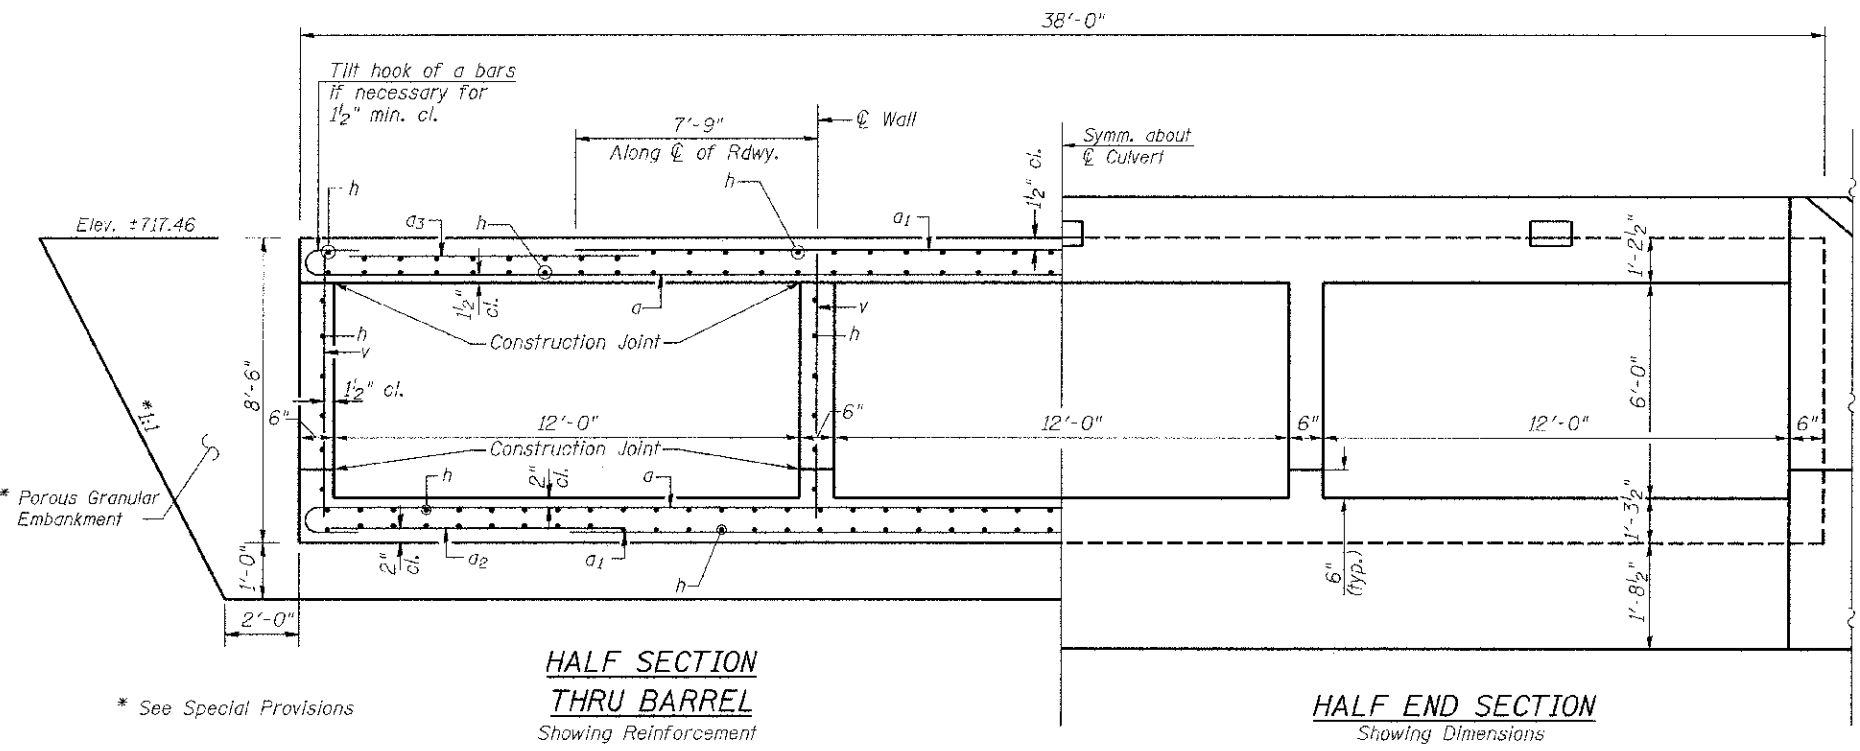 38'-0"
Tilt hook of a bars
if necessary for
1½" min. cl.
7'-9"
Along ℄ of Rdwy.
℄ Wall
Symm. about
℄ Culvert
1½" cl.
h
h
h
a3
a1
Elev. ±717.46
1'-2½"
1½"
cl.
a
v
h
Construction Joint
h
v
8'-6"
1½" cl.
6'-0"
*1:1
6"
12'-0"
6"
12'-0"
6"
12'-0"
6"
Construction Joint
h
2"
cl.
a
* Porous Granular
Embankment
1'-3½"
2"
cl.
a2
a1
h
1'-0"
6"
(typ.)
1'-8½"
2'-0"
HALF SECTION
THRU BARREL
Showing Reinforcement
HALF END SECTION
Showing Dimensions
* See Special Provisions